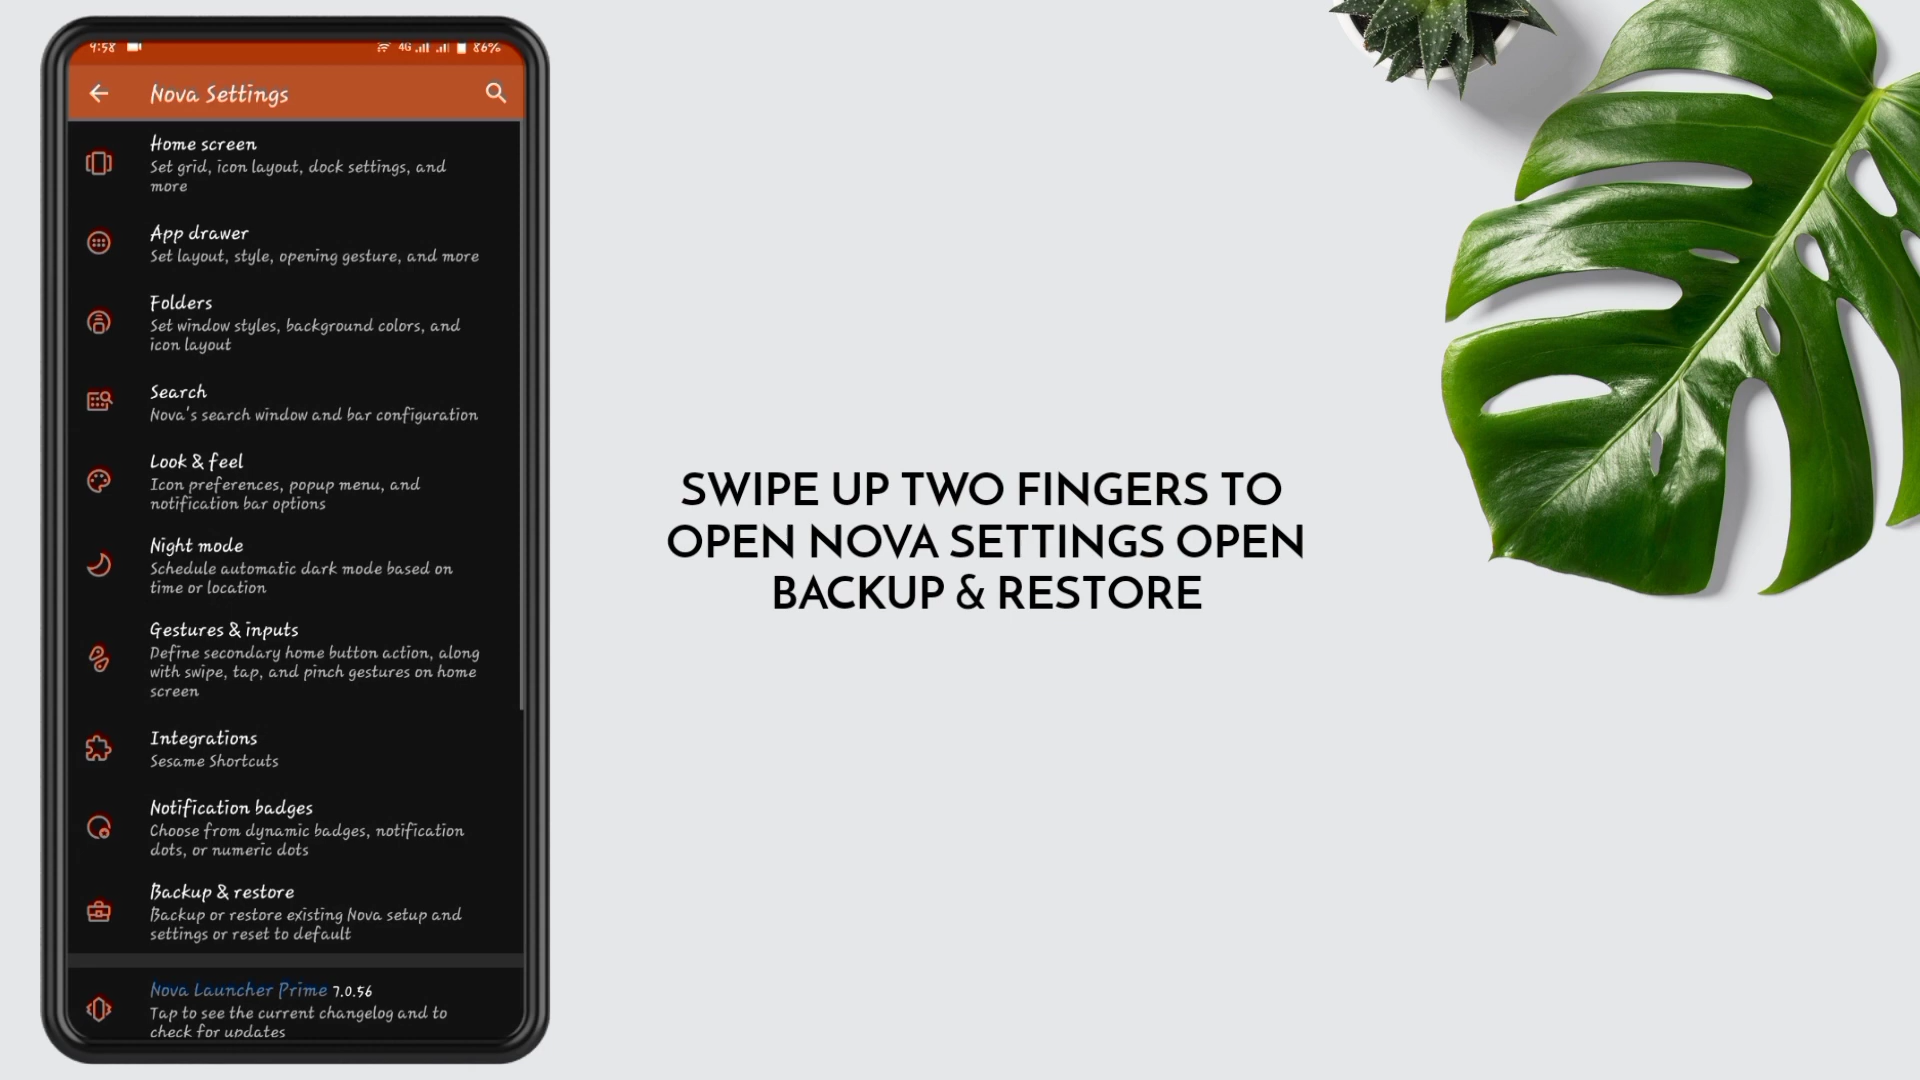 9:58
4G 86%
Nova Settings
Home screen
Set grid, icon layout, dock settings, and
more
App drawer
Set layout, style, opening gesture, and more
Folders
Set window styles, background colors, and
icon layout
Search
Nova's search window and bar configuration
Look & feel
Icon preferences, popup menu, and
notification bar options
Night mode
Schedule automatic dark mode based on
time or location
Gestures & inputs
Define secondary home button action, along
with swipe, tap, and pinch gestures on home
screen
Integrations
Sesame Shortcuts
Notification badges
Choose from dynamic badges, notification
dots, or numeric dots
Backup & restore
Backup or restore existing Nova setup and
settings or reset to default
Nova Launcher Prime 7.0.56
Tap to see the current changelog and to
check for updates
SWIPE UP TWO FINGERS TO
OPEN NOVA SETTINGS OPEN
BACKUP & RESTORE